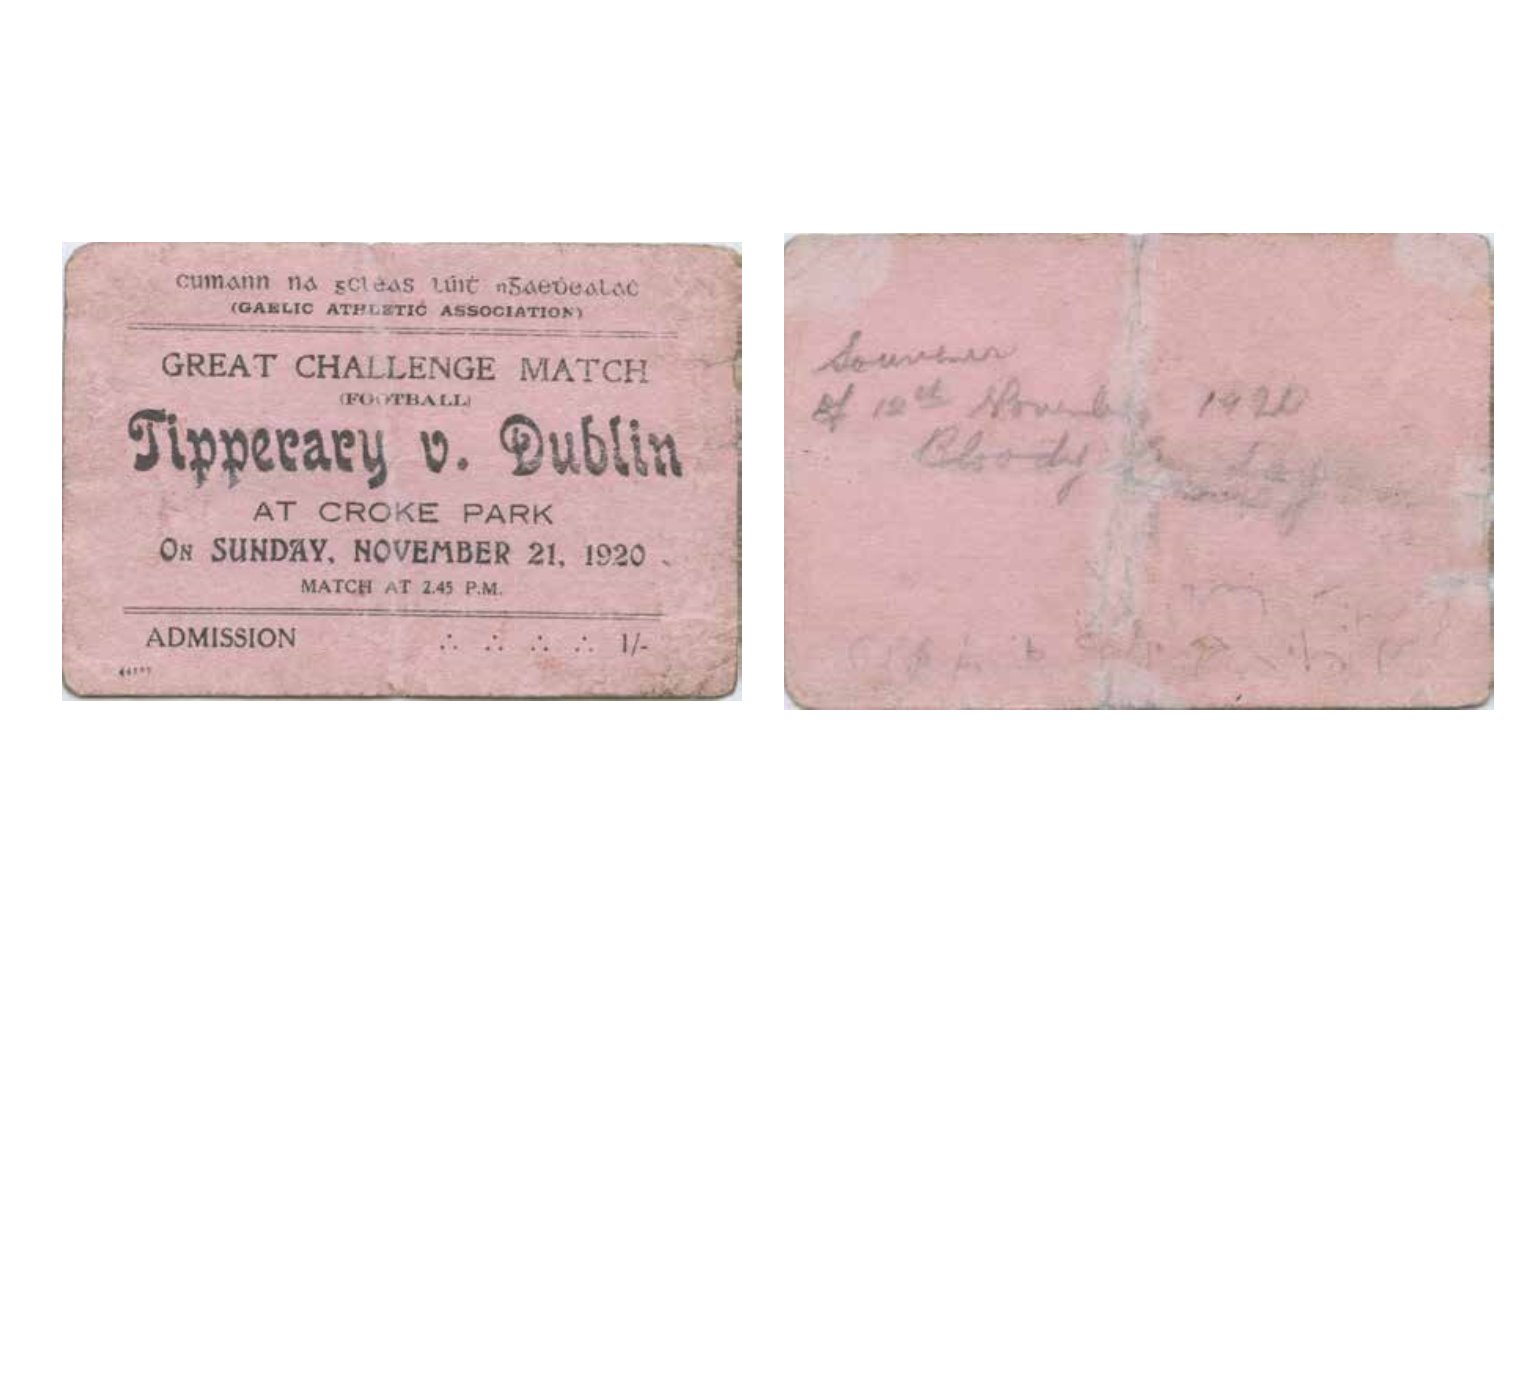 cumann na gcleas lúiṫ nGaeḋealaċ
(GAELIC ATHLETIC ASSOCIATION)
GREAT CHALLENGE MATCH
(FOOTBALL)
Tipperary v. Dublin
AT CROKE PARK
ON SUNDAY, NOVEMBER 21, 1920
MATCH AT 2.45 P.M.
ADMISSION ∴ ∴ ∴ ∴ 1/-
Souvenir
of November 1920
Bloody